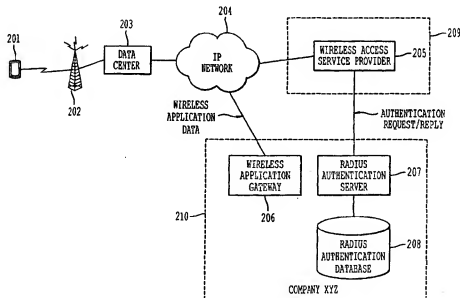 201
202
203
DATA
CENTER
204
IP
NETWORK
WIRELESS
APPLICATION
DATA
209
WIRELESS ACCESS
SERVICE PROVIDER
205
AUTHENTICATION
REQUEST/REPLY
210
WIRELESS
APPLICATION
GATEWAY
206
RADIUS
AUTHENTICATION
SERVER
207
RADIUS
AUTHENTICATION
DATABASE
208
COMPANY XYZ